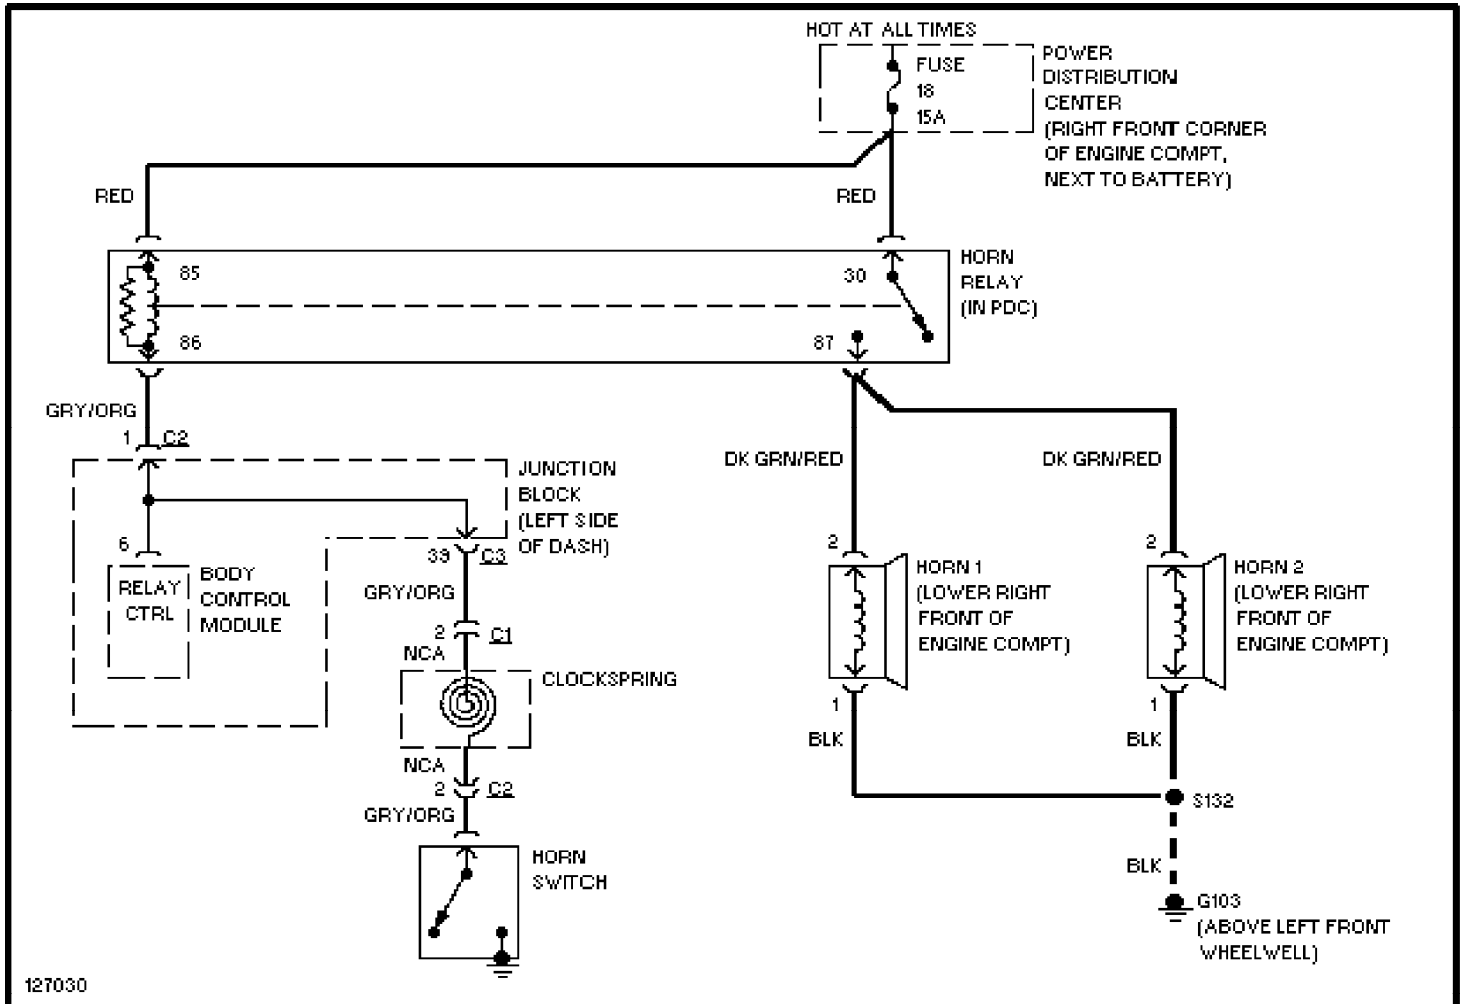 HOT AT ALL TIMES
FUSE
18
15A
POWER
DISTRIBUTION
CENTER
(RIGHT FRONT CORNER
OF ENGINE COMPT,
NEXT TO BATTERY)
RED
RED
85
86
30
87
HORN
RELAY
(IN PDC)
GRY/ORG
1
C2
JUNCTION
BLOCK
(LEFT SIDE
OF DASH)
6
RELAY
CTRL
BODY
CONTROL
MODULE
39
C3
GRY/ORG
2
C1
NCA
CLOCKSPRING
NCA
2
C2
GRY/ORG
HORN
SWITCH
DK GRN/RED
DK GRN/RED
2
HORN 1
(LOWER RIGHT
FRONT OF
ENGINE COMPT)
1
BLK
2
HORN 2
(LOWER RIGHT
FRONT OF
ENGINE COMPT)
1
BLK
S132
BLK
G103
(ABOVE LEFT FRONT
WHEELWELL)
127030